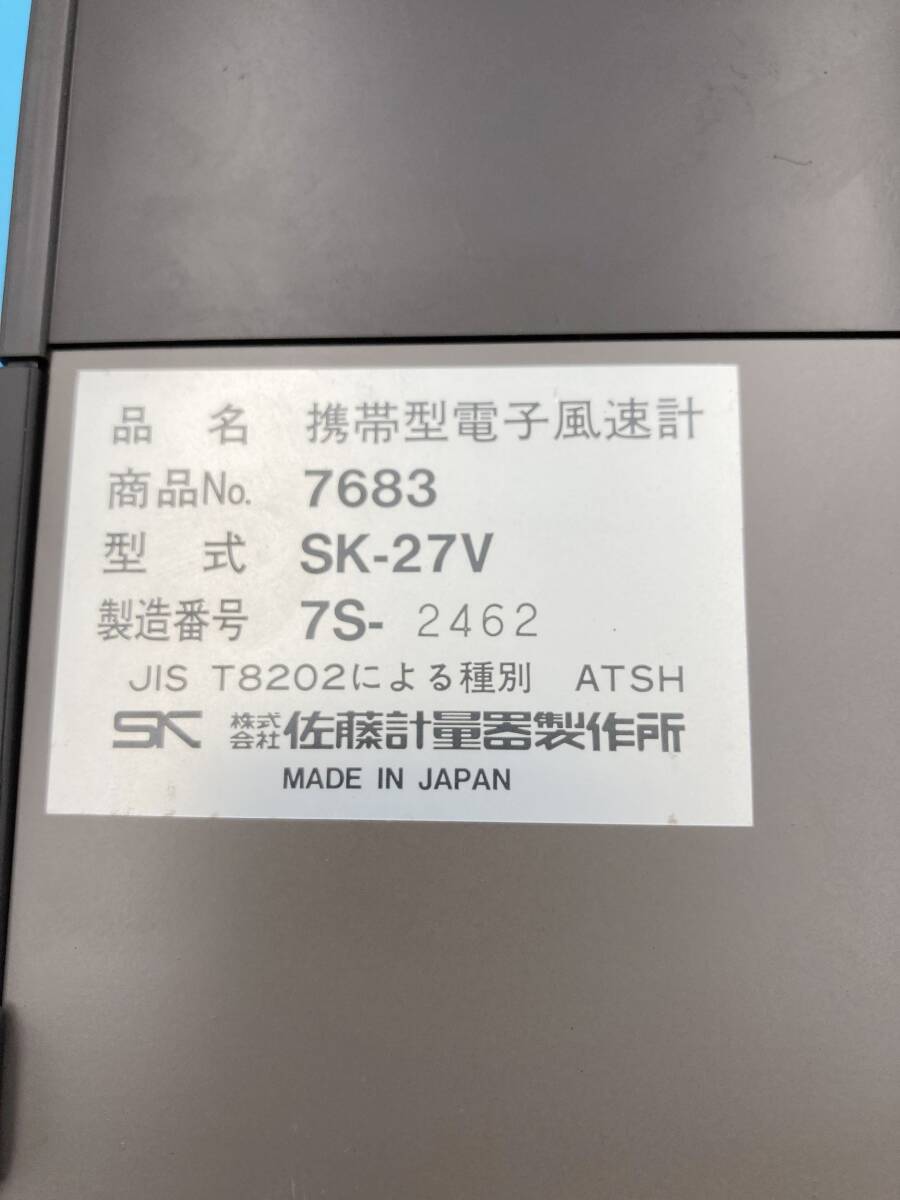 品 名 携帯型電子風速計
商品No. 7683
型 式 SK-27V
製造番号 7S- 2462
JIS T8202による種別 ATSH
SK 株式会社 佐藤計量器製作所
MADE IN JAPAN